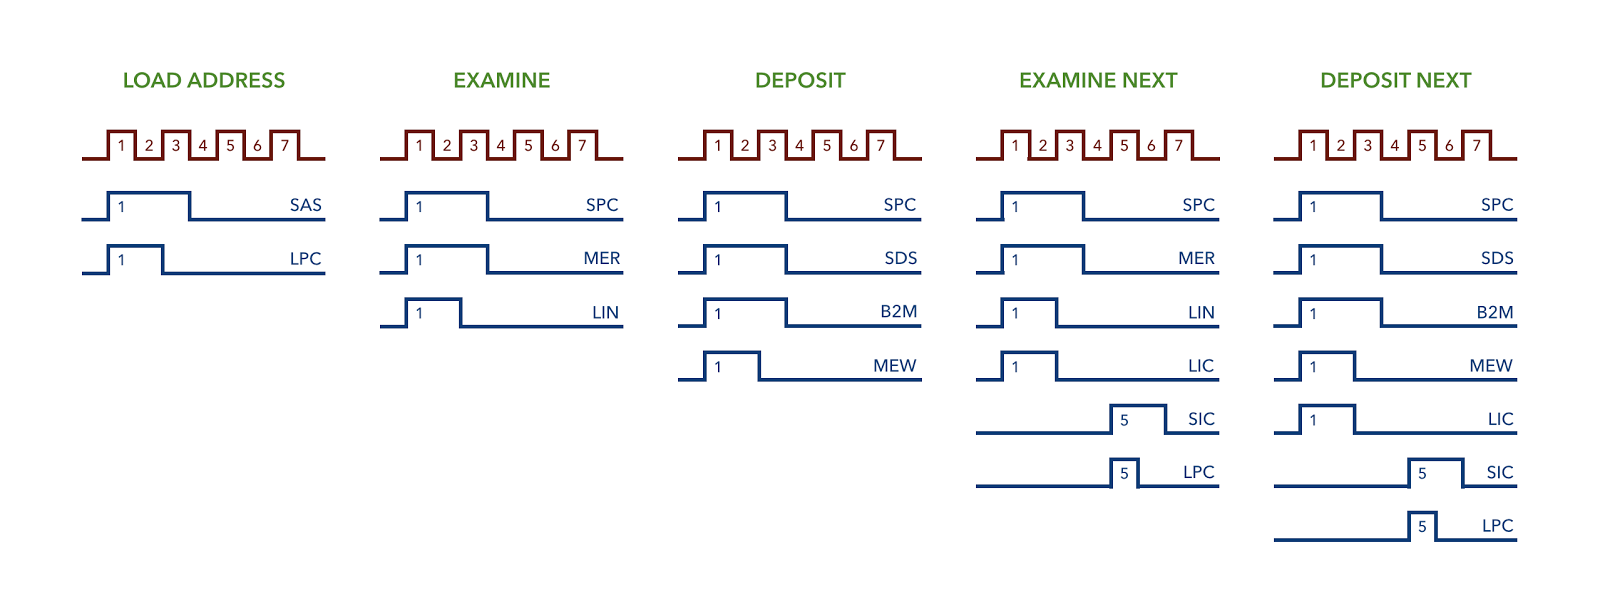 LOAD ADDRESS
1 2 3 4 5 6 7
1 SAS
1 LPC
EXAMINE
1 2 3 4 5 6 7
1 SPC
1 MER
1 LIN
DEPOSIT
1 2 3 4 5 6 7
1 SPC
1 SDS
1 B2M
1 MEW
EXAMINE NEXT
1 2 3 4 5 6 7
1 SPC
1 MER
1 LIN
1 LIC
5 SIC
5 LPC
DEPOSIT NEXT
1 2 3 4 5 6 7
1 SPC
1 SDS
1 B2M
1 MEW
1 LIC
5 SIC
5 LPC